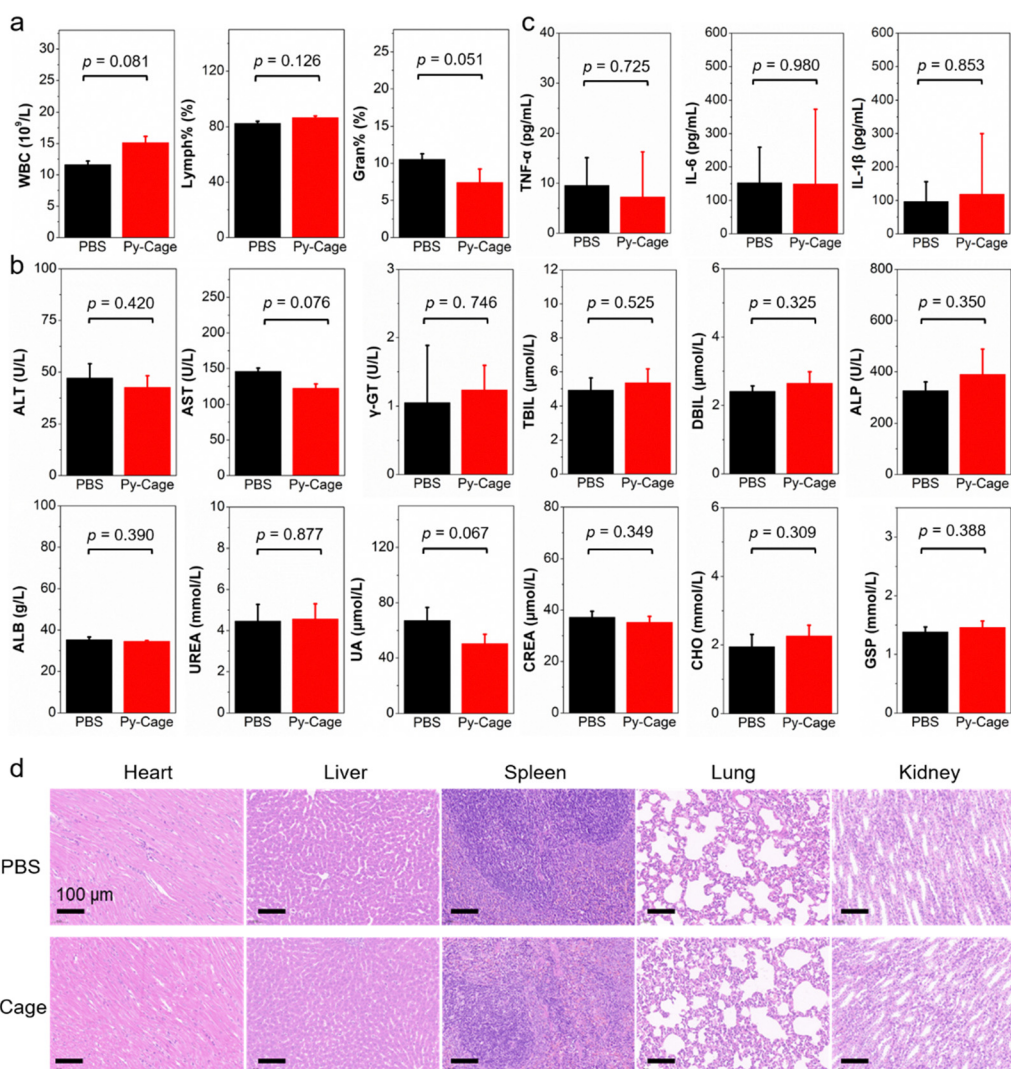 a
WBC (10⁹/L)
30
25
20
15
10
5
0
p = 0.081
PBS Py-Cage
Lymph% (%)
120
80
40
0
p = 0.126
PBS Py-Cage
Gran% (%)
25
20
15
10
5
0
p = 0.051
PBS Py-Cage
c
TNF-α (pg/mL)
40
30
20
10
0
p = 0.725
PBS Py-Cage
IL-6 (pg/mL)
600
500
400
300
200
100
0
p = 0.980
PBS Py-Cage
IL-1β (pg/mL)
600
500
400
300
200
100
0
p = 0.853
PBS Py-Cage
b
ALT (U/L)
100
75
50
25
0
p = 0.420
PBS Py-Cage
AST (U/L)
250
200
150
100
50
0
p = 0.076
PBS Py-Cage
γ-GT (U/L)
3
2
1
0
p = 0. 746
PBS Py-Cage
TBIL (μmol/L)
12
10
8
6
4
2
0
p = 0.525
PBS Py-Cage
DBIL (μmol/L)
6
4
2
0
p = 0.325
PBS Py-Cage
ALP (U/L)
800
600
400
200
0
p = 0.350
PBS Py-Cage
ALB (g/L)
100
80
60
40
20
0
p = 0.390
PBS Py-Cage
UREA (mmol/L)
10
8
6
4
2
0
p = 0.877
PBS Py-Cage
UA (μmol/L)
120
80
40
0
p = 0.067
PBS Py-Cage
CREA (μmol/L)
80
60
40
20
0
p = 0.349
PBS Py-Cage
CHO (mmol/L)
6
4
2
0
p = 0.309
PBS Py-Cage
GSP (mmol/L)
3
2
1
0
p = 0.388
PBS Py-Cage
d
Heart Liver Spleen Lung Kidney
PBS
100 μm
Cage